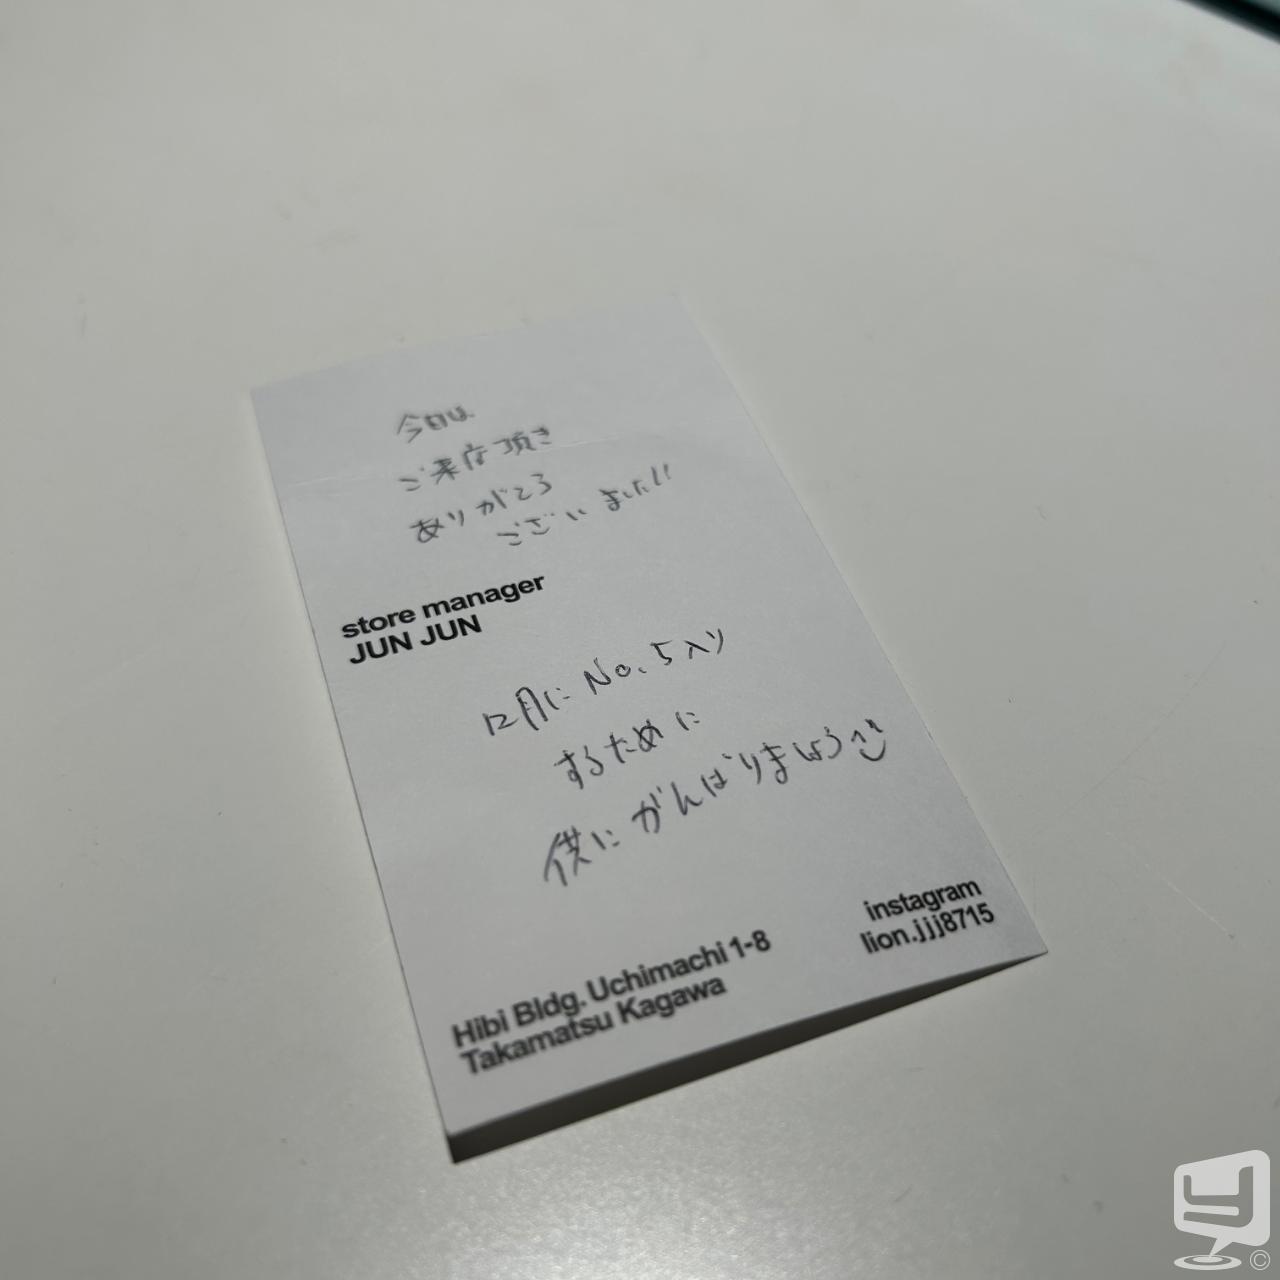 今日は
ご来店頂き
ありがとう
ございました!!
store manager
JUN JUN
12月にNo.5入り
するために
供にがんばりましょう
Hibi Bldg. Uchimachi 1-8
Takamatsu Kagawa
instagram
lion.jjj8715